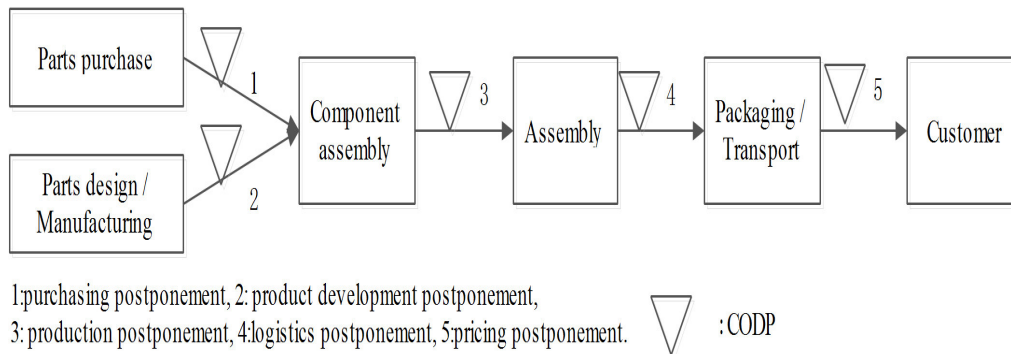 Parts purchase
1
Parts design /
Manufacturing
2
Component
assembly
3
Assembly
4
Packaging /
Transport
5
Customer
1:purchasing postponement, 2: product development postponement,
3: production postponement, 4:logistics postponement, 5:pricing postponement.
: CODP